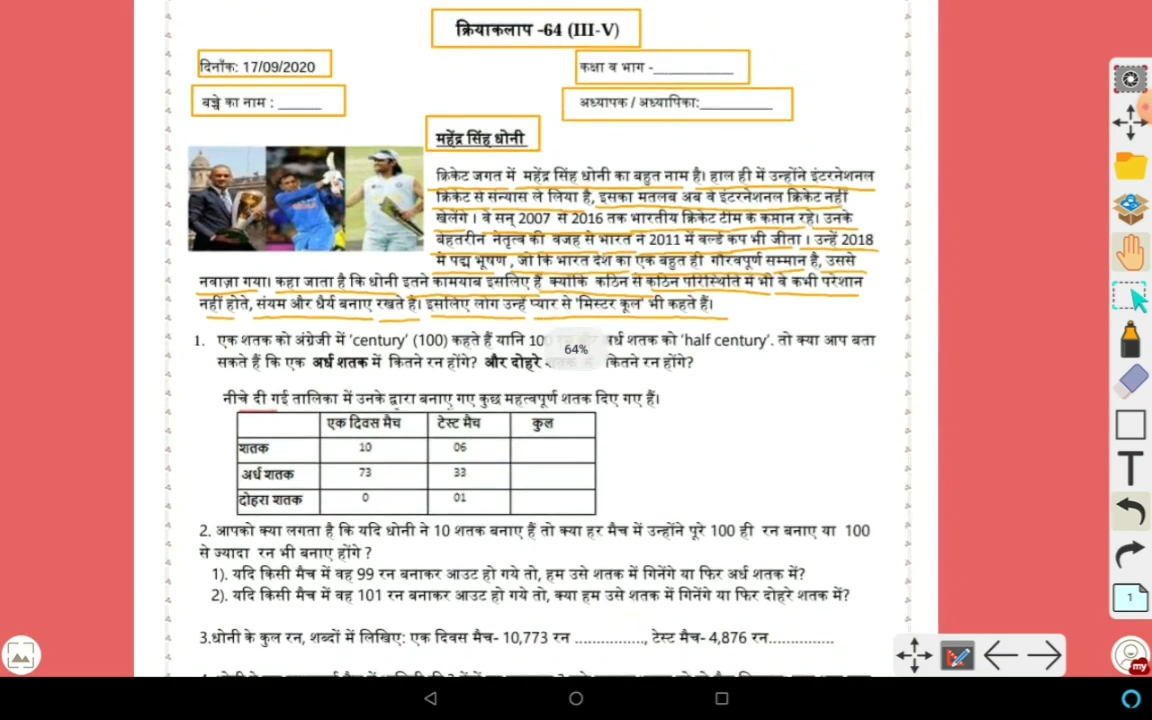 क्रियाकलाप -64 (III-V)
दिनाँक: 17/09/2020
कक्षा व भाग -____________
बच्चे का नाम : ______
अध्यापक / अध्यापिका:__________
महेंद्र सिंह धोनी
क्रिकेट जगत में महेंद्र सिंह धोनी का बहुत नाम है। हाल ही में उन्होंने इंटरनेशनल
क्रिकेट से संन्यास ले लिया है, इसका मतलब अब वे इंटरनेशनल क्रिकेट नहीं
खेलेंगे । वे सन् 2007 से 2016 तक भारतीय क्रिकेट टीम के कप्तान रहे। उनके
बेहतरीन नेतृत्व की वजह से भारत ने 2011 में वर्ल्ड कप भी जीता । उन्हें 2018
में पद्म भूषण , जो कि भारत देश का एक बहुत ही गौरवपूर्ण सम्मान है, उससे
नवाज़ा गया। कहा जाता है कि धोनी इतने कामयाब इसलिए हैं क्योंकि कठिन से कठिन परिस्थिति में भी वे कभी परेशान
नहीं होते, संयम और धैर्य बनाए रखते है। इसलिए लोग उन्हें प्यार से 'मिस्टर कूल' भी कहते हैं।
1. एक शतक को अंग्रेजी में 'century' (100) कहते हैं यानि 10 अर्ध शतक को 'half century'. तो क्या आप बता
64%
सकते हैं कि एक अर्ध शतक में कितने रन होंगे? और दोहरे कितने रन होंगे?
नीचे दी गई तालिका में उनके द्वारा बनाए गए कुछ महत्वपूर्ण शतक दिए गए हैं।
एक दिवस मैच टेस्ट मैच कुल
शतक 10 06
अर्ध शतक 73 33
दोहरा शतक 0 01
2. आपको क्या लगता है कि यदि धोनी ने 10 शतक बनाए हैं तो क्या हर मैच में उन्होंने पूरे 100 ही रन बनाए या 100
से ज्यादा रन भी बनाए होंगे ?
1). यदि किसी मैच में वह 99 रन बनाकर आउट हो गये तो, हम उसे शतक में गिनेंगे या फिर अर्ध शतक में?
2). यदि किसी मैच में वह 101 रन बनाकर आउट हो गये तो, क्या हम उसे शतक में गिनेंगे या फिर दोहरे शतक में?
3.धोनी के कुल रन, शब्दों में लिखिए: एक दिवस मैच- 10,773 रन ................, टेस्ट मैच- 4,876 रन...............
T
1
my